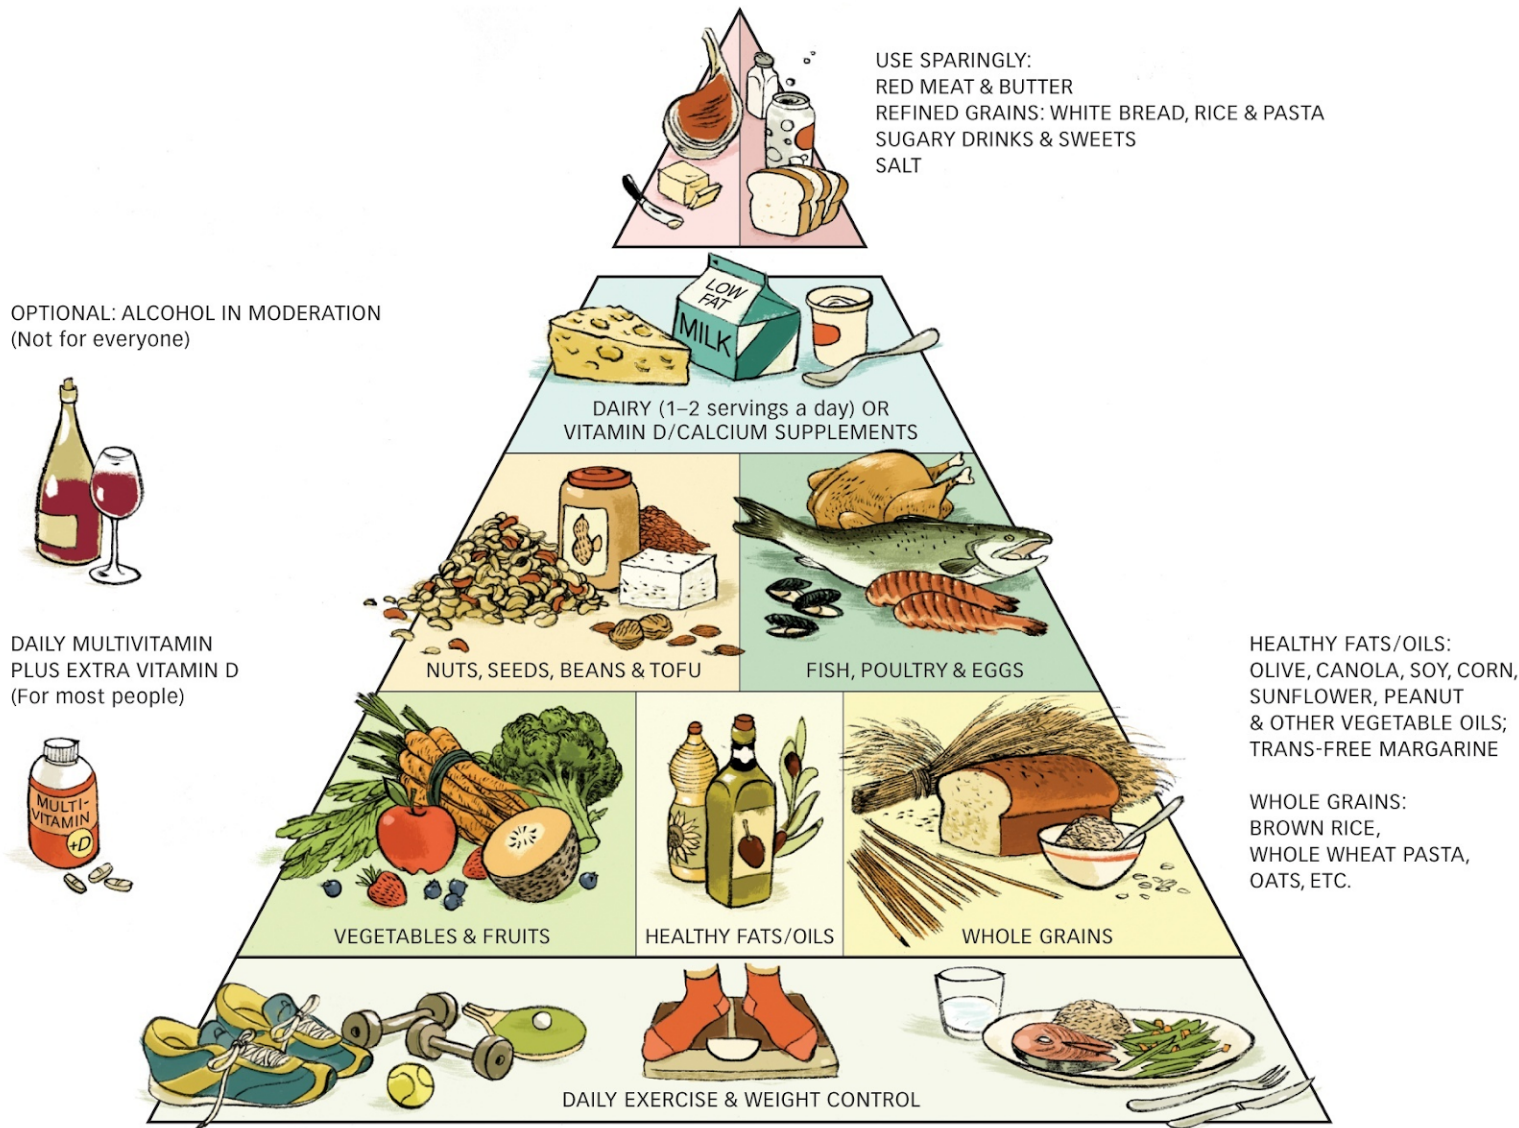 USE SPARINGLY:
RED MEAT & BUTTER
REFINED GRAINS: WHITE BREAD, RICE & PASTA
SUGARY DRINKS & SWEETS
SALT
OPTIONAL: ALCOHOL IN MODERATION
(Not for everyone)
LOW
FAT
MILK
DAIRY (1–2 servings a day) OR
VITAMIN D/CALCIUM SUPPLEMENTS
DAILY MULTIVITAMIN
PLUS EXTRA VITAMIN D
(For most people)
MULTI-
VITAMIN
+D
NUTS, SEEDS, BEANS & TOFU
FISH, POULTRY & EGGS
HEALTHY FATS/OILS:
OLIVE, CANOLA, SOY, CORN,
SUNFLOWER, PEANUT
& OTHER VEGETABLE OILS;
TRANS-FREE MARGARINE
WHOLE GRAINS:
BROWN RICE,
WHOLE WHEAT PASTA,
OATS, ETC.
VEGETABLES & FRUITS
HEALTHY FATS/OILS
WHOLE GRAINS
DAILY EXERCISE & WEIGHT CONTROL